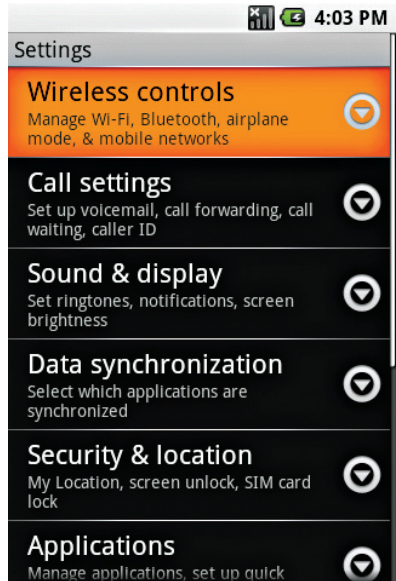 4:03 PM
Settings
Wireless controls
Manage Wi-Fi, Bluetooth, airplane
mode, & mobile networks
Call settings
Set up voicemail, call forwarding, call
waiting, caller ID
Sound & display
Set ringtones, notifications, screen
brightness
Data synchronization
Select which applications are
synchronized
Security & location
My Location, screen unlock, SIM card
lock
Applications
Manage applications, set up quick